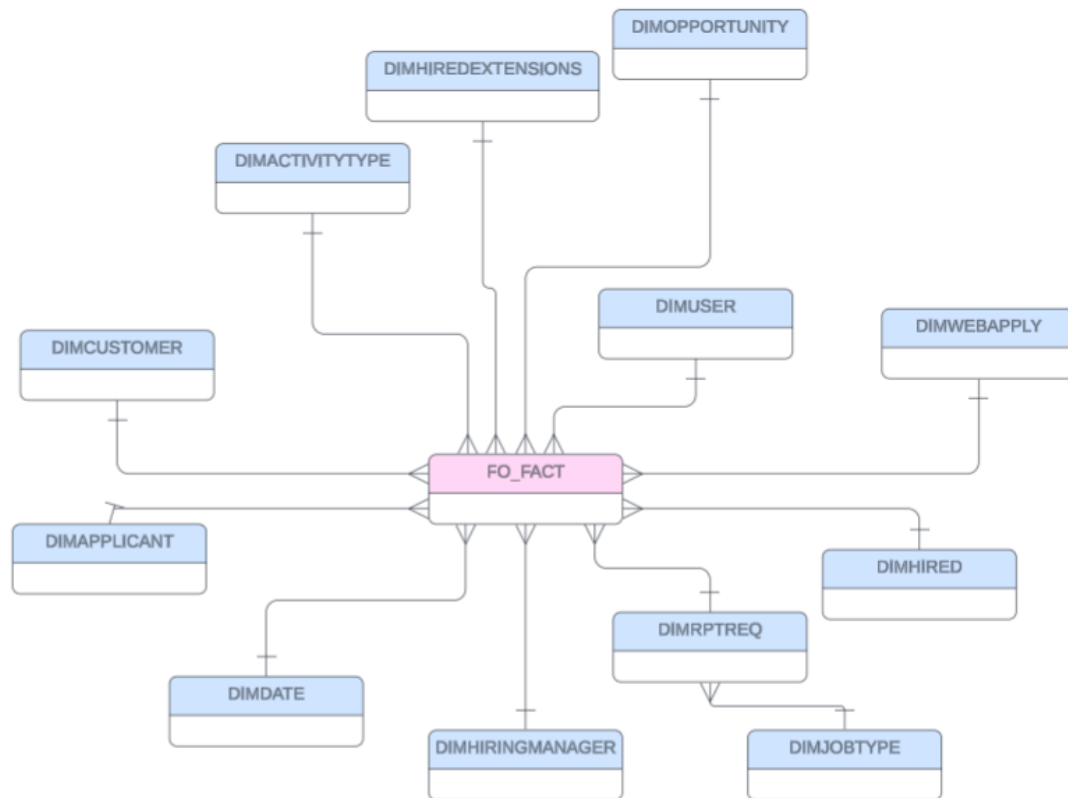 DIMOPPORTUNITY
DIMHIREDEXTENSIONS
DIMACTIVITYTYPE
DIMUSER
DIMWEBAPPLY
DIMCUSTOMER
FO_FACT
DIMAPPLICANT
DIMHIRED
DIMRPTREQ
DIMDATE
DIMHIRINGMANAGER
DIMJOBTYPE